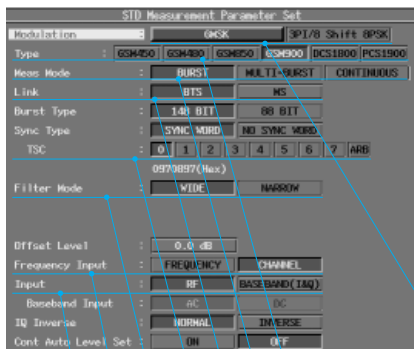 STD Measurement Parameter Set
Modulation : GMSK 3PI/8 Shift 8PSK
Type : GSM450 GSM480 GSM850 GSM900 DCS1800 PCS1900
Meas Mode : BURST MULTI-BURST CONTINUOUS
Link : BTS MS
Burst Type : 148 BIT 88 BIT
Sync Type : SYNC WORD NO SYNC WORD
TSC : 0 1 2 3 4 5 6 7 ARB
0970897(Hex)
Filter Mode : WIDE NARROW
Offset Level : 0.0 dB
Frequency Input : FREQUENCY CHANNEL
Input : RF BASEBAND(I&Q)
Baseband Input : AC DC
IQ Inverse : NORMAL INVERSE
Cont Auto Level Set : ON OFF